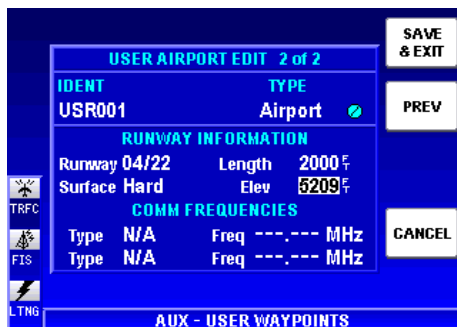 USER AIRPORT EDIT 2 of 2
IDENT TYPE
USR001 Airport
RUNWAY INFORMATION
Runway 04/22 Length 2000 FT
Surface Hard Elev 5209 FT
COMM FREQUENCIES
Type N/A Freq ---.--- MHz
Type N/A Freq ---.--- MHz
SAVE
& EXIT
PREV
CANCEL
TRFC
FIS
LTNG
AUX - USER WAYPOINTS